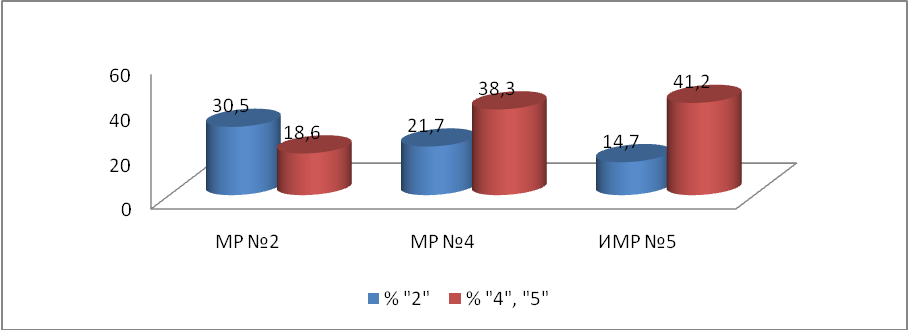 60
40
20
0
30,5
18,6
21,7
38,3
14,7
41,2
МР №2
МР №4
ИМР №5
% "2"
% "4", "5"